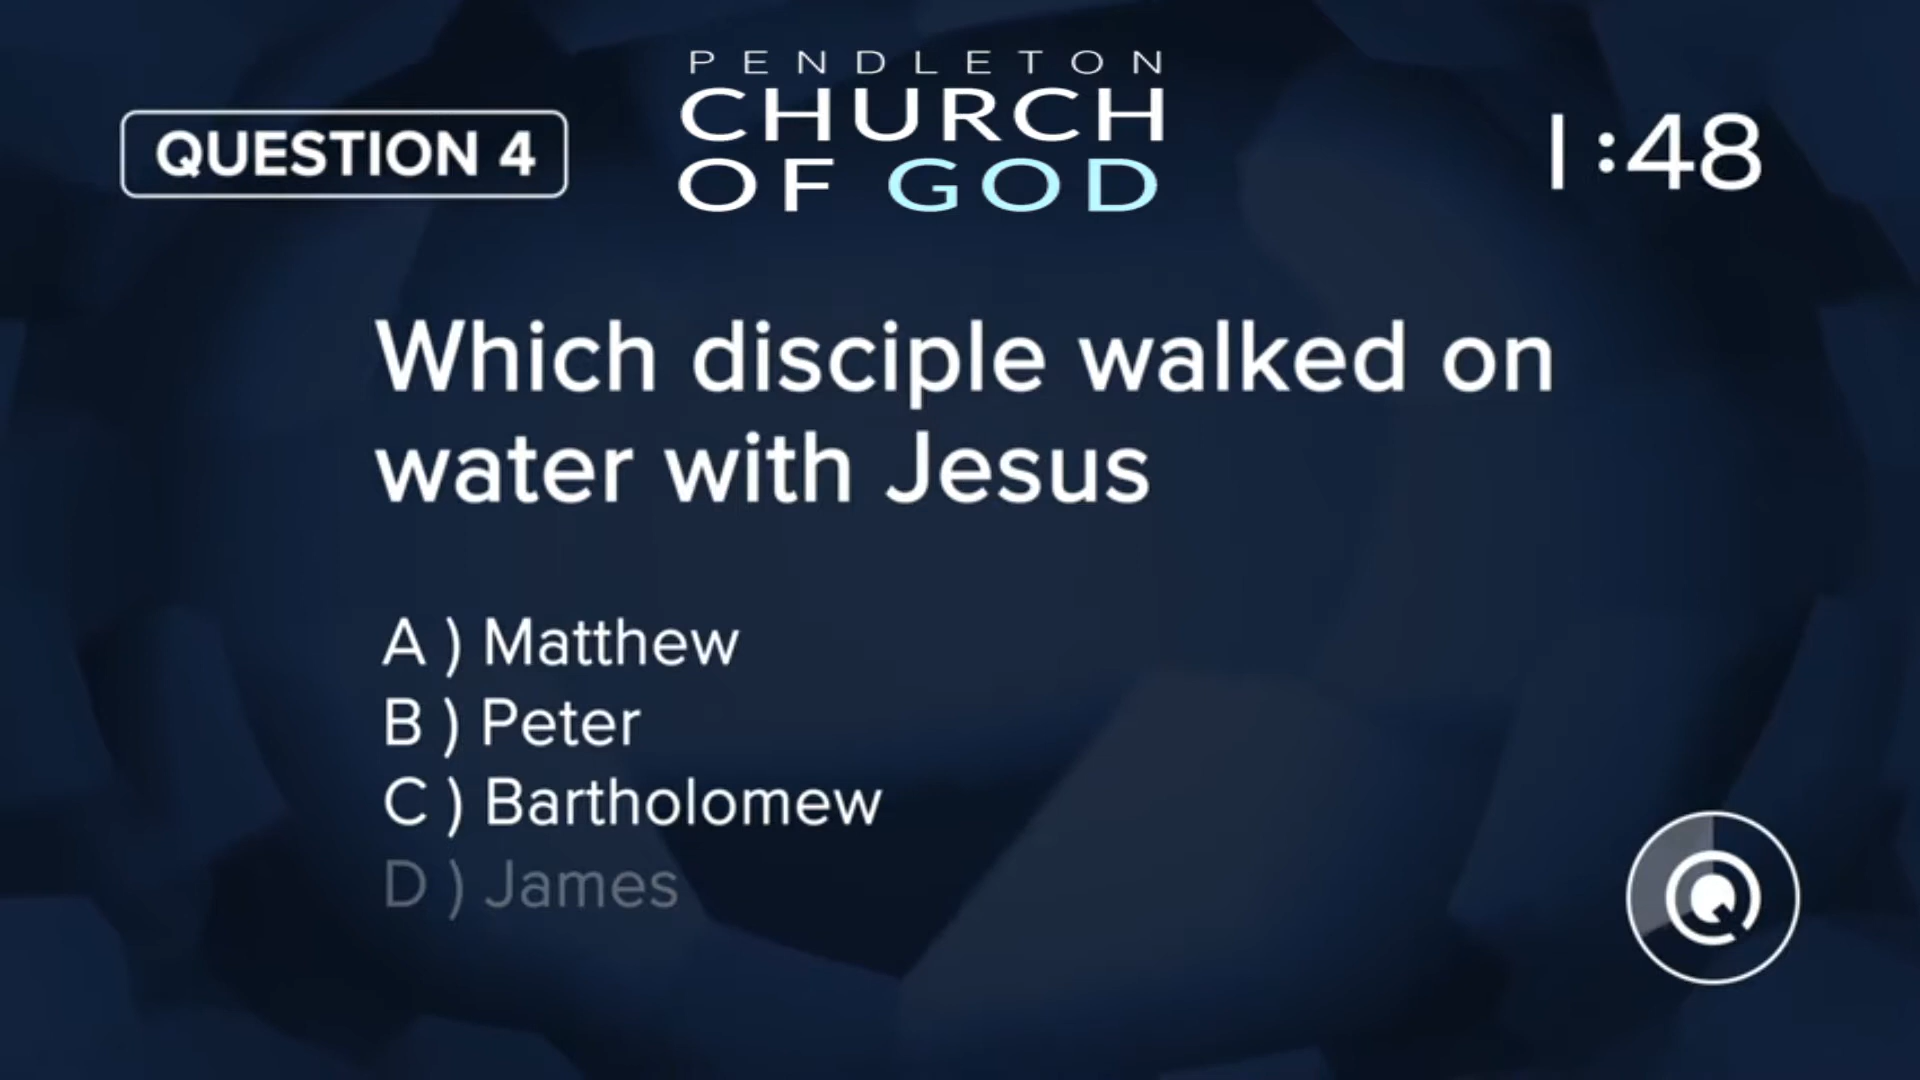 PENDLETON
CHURCH
OF GOD
QUESTION 4
1:48
Which disciple walked on
water with Jesus
A ) Matthew
B ) Peter
C ) Bartholomew
D ) James
Q